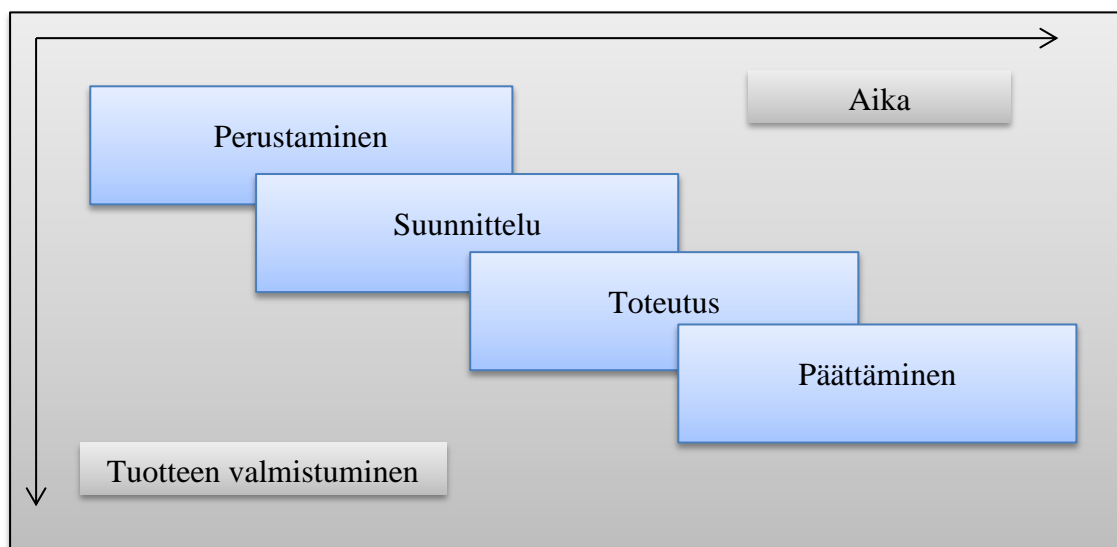 Aika
Perustaminen
Suunnittelu
Toteutus
Päättäminen
Tuotteen valmistuminen